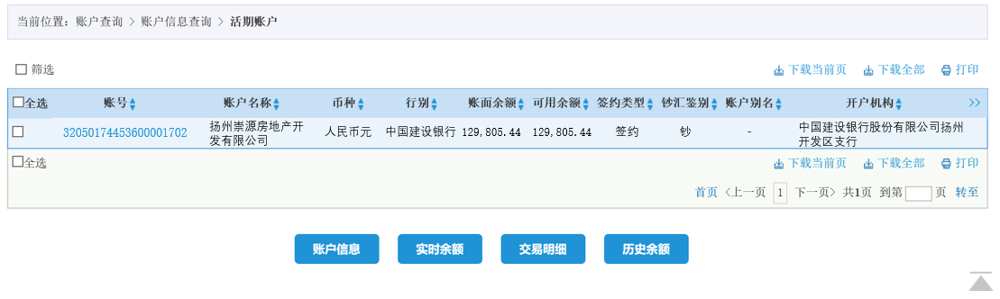 当前位置：账户查询 > 账户信息查询 > 活期账户
筛选 下载当前页 下载全部 打印
全选 账号 账户名称 币种 行别 账面余额 可用余额 签约类型 钞汇鉴别 账户别名 开户机构 >>
32050174453600001702 扬州崇源房地产开 人民币元 中国建设银行 129,805.44 129,805.44 签约 钞 - 中国建设银行股份有限公司扬州
发有限公司 开发区支行
全选 下载当前页 下载全部 打印
首页 <上一页 1 下一页> 共1页 到第 页 转至
账户信息 实时余额 交易明细 历史余额